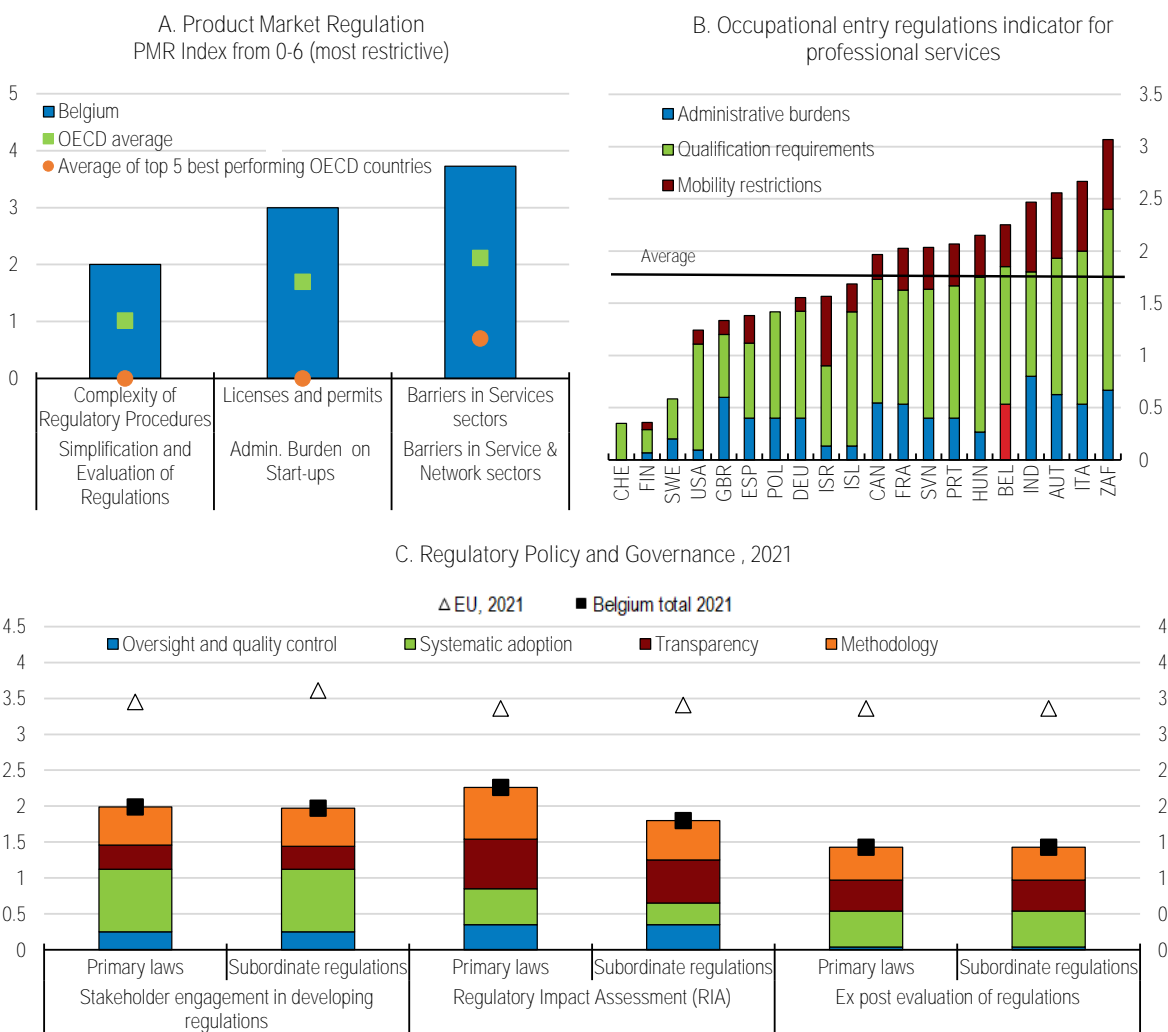 A. Product Market Regulation
PMR Index from 0-6 (most restrictive)
5
4
3
2
1
0
Belgium
OECD average
Average of top 5 best performing OECD countries
Complexity of
Regulatory Procedures
Licenses and permits
Barriers in Services
sectors
Simplification and
Evaluation of
Regulations
Admin. Burden on
Start-ups
Barriers in Service &
Network sectors
B. Occupational entry regulations indicator for
professional services
3.5
3
2.5
2
1.5
1
0.5
0
Administrative burdens
Qualification requirements
Mobility restrictions
Average
CHE
FIN
SWE
USA
GBR
ESP
POL
DEU
ISR
ISL
CAN
FRA
SVN
PRT
HUN
BEL
IND
AUT
ITA
ZAF
C. Regulatory Policy and Governance , 2021
EU, 2021
Belgium total 2021
Oversight and quality control
Systematic adoption
Transparency
Methodology
4.5
4
3.5
3
2.5
2
1.5
1
0.5
0
4
4
3
3
2
2
1
1
0
0
Primary laws
Subordinate regulations
Primary laws
Subordinate regulations
Primary laws
Subordinate regulations
Stakeholder engagement in developing
regulations
Regulatory Impact Assessment (RIA)
Ex post evaluation of regulations